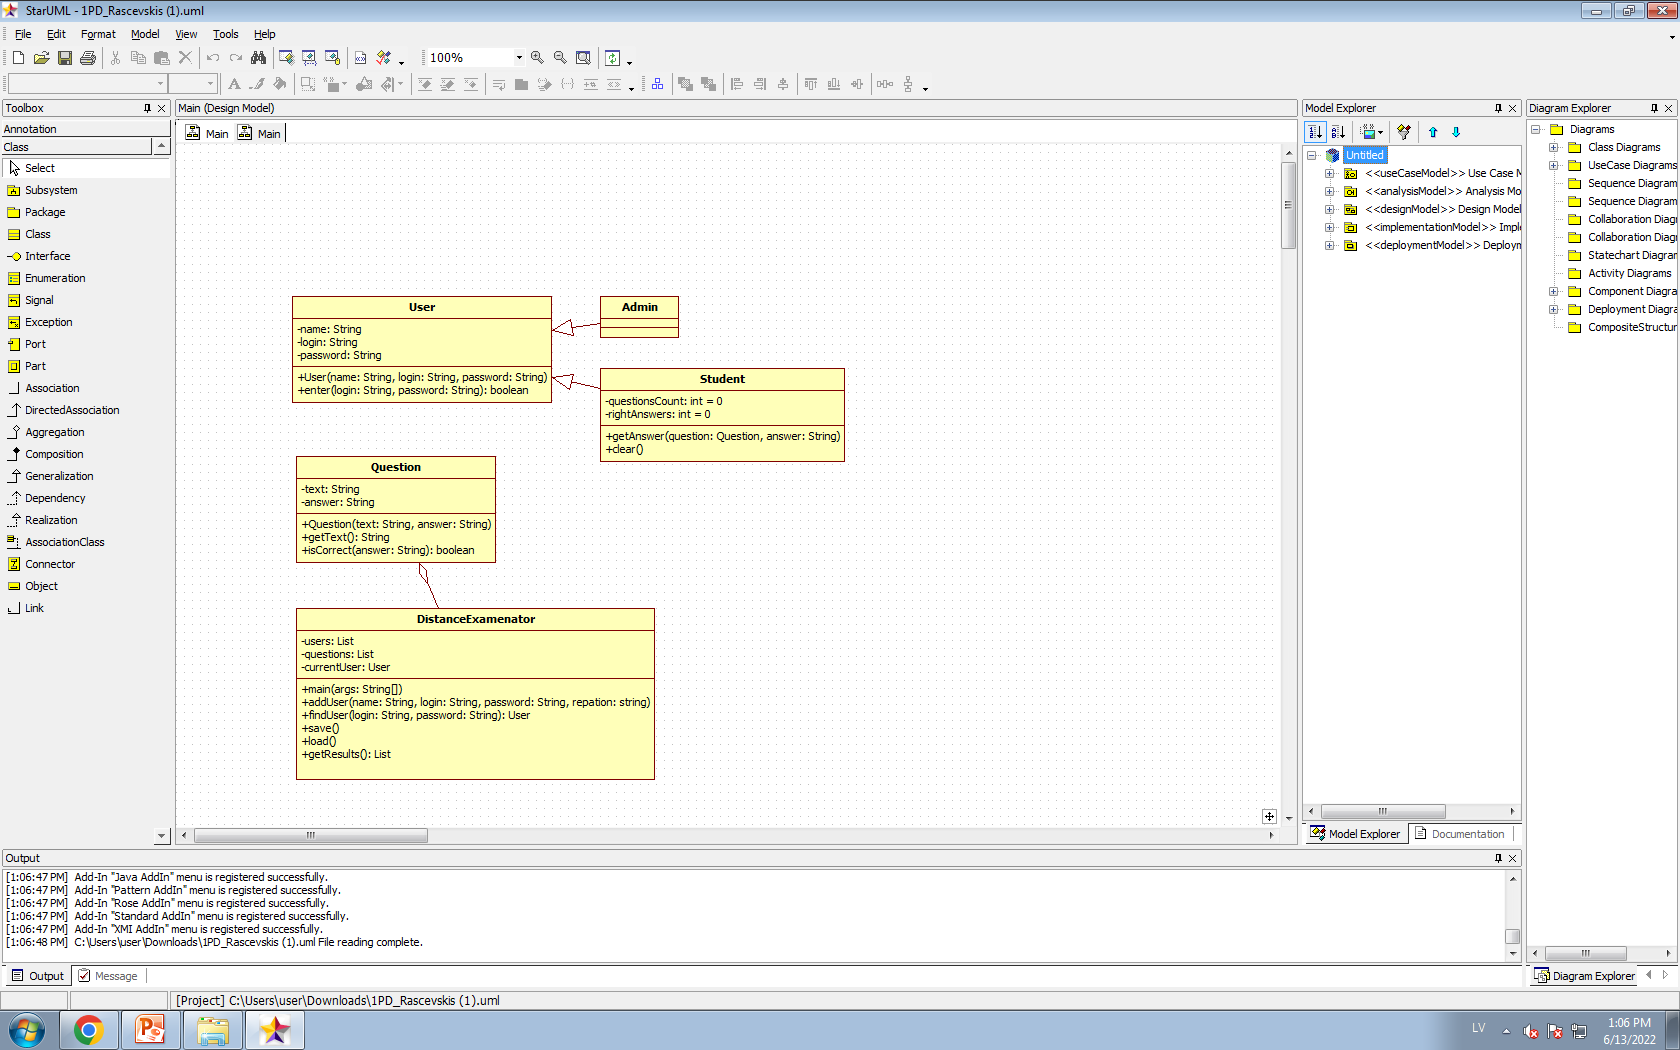 StarUML - 1PD_Rascevskis (1).uml
File Edit Format Model View Tools Help
100%
Toolbox
Annotation
Class
Select
Subsystem
Package
Class
Interface
Enumeration
Signal
Exception
Port
Part
Association
DirectedAssociation
Aggregation
Composition
Generalization
Dependency
Realization
AssociationClass
Connector
Object
Link
Main (Design Model)
Main Main
User
-name: String
-login: String
-password: String
+User(name: String, login: String, password: String)
+enter(login: String, password: String): boolean
Admin
Student
-questionsCount: int = 0
-rightAnswers: int = 0
+getAnswer(question: Question, answer: String)
+clear()
Question
-text: String
-answer: String
+Question(text: String, answer: String)
+getText(): String
+isCorrect(answer: String): boolean
DistanceExamenator
-users: List
-questions: List
-currentUser: User
+main(args: String[])
+addUser(name: String, login: String, password: String, repation: string)
+findUser(login: String, password: String): User
+save()
+load()
+getResults(): List
Model Explorer
Untitled
<<useCaseModel>> Use Case M
<<analysisModel>> Analysis Mo
<<designModel>> Design Model
<<implementationModel>> Impl
<<deploymentModel>> Deploym
Model Explorer Documentation
Diagram Explorer
Diagrams
Class Diagrams
UseCase Diagrams
Sequence Diagram
Sequence Diagram
Collaboration Diag
Collaboration Diag
Statechart Diagram
Activity Diagrams
Component Diagra
Deployment Diagra
CompositeStructur
Diagram Explorer
Output
[1:06:47 PM] Add-In "Java AddIn" menu is registered successfully.
[1:06:47 PM] Add-In "Pattern AddIn" menu is registered successfully.
[1:06:47 PM] Add-In "Rose AddIn" menu is registered successfully.
[1:06:47 PM] Add-In "Standard AddIn" menu is registered successfully.
[1:06:47 PM] Add-In "XMI AddIn" menu is registered successfully.
[1:06:48 PM] C:\Users\user\Downloads\1PD_Rascevskis (1).uml File reading complete.
Output Message
[Project] C:\Users\user\Downloads\1PD_Rascevskis (1).uml
LV
1:06 PM
6/13/2022